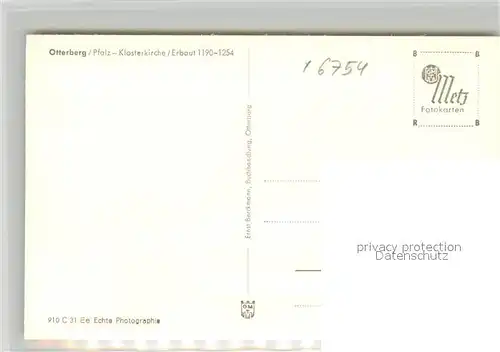 Otterberg / Pfalz – Klosterkirche / Erbaut 1190–1254
16754
B B
Metz
Fotokarten
R B
Ernst Beckmann, Buchhandlung, Otterberg
privacy protection
Datenschutz
910 C 31 Ee Echte Photographie